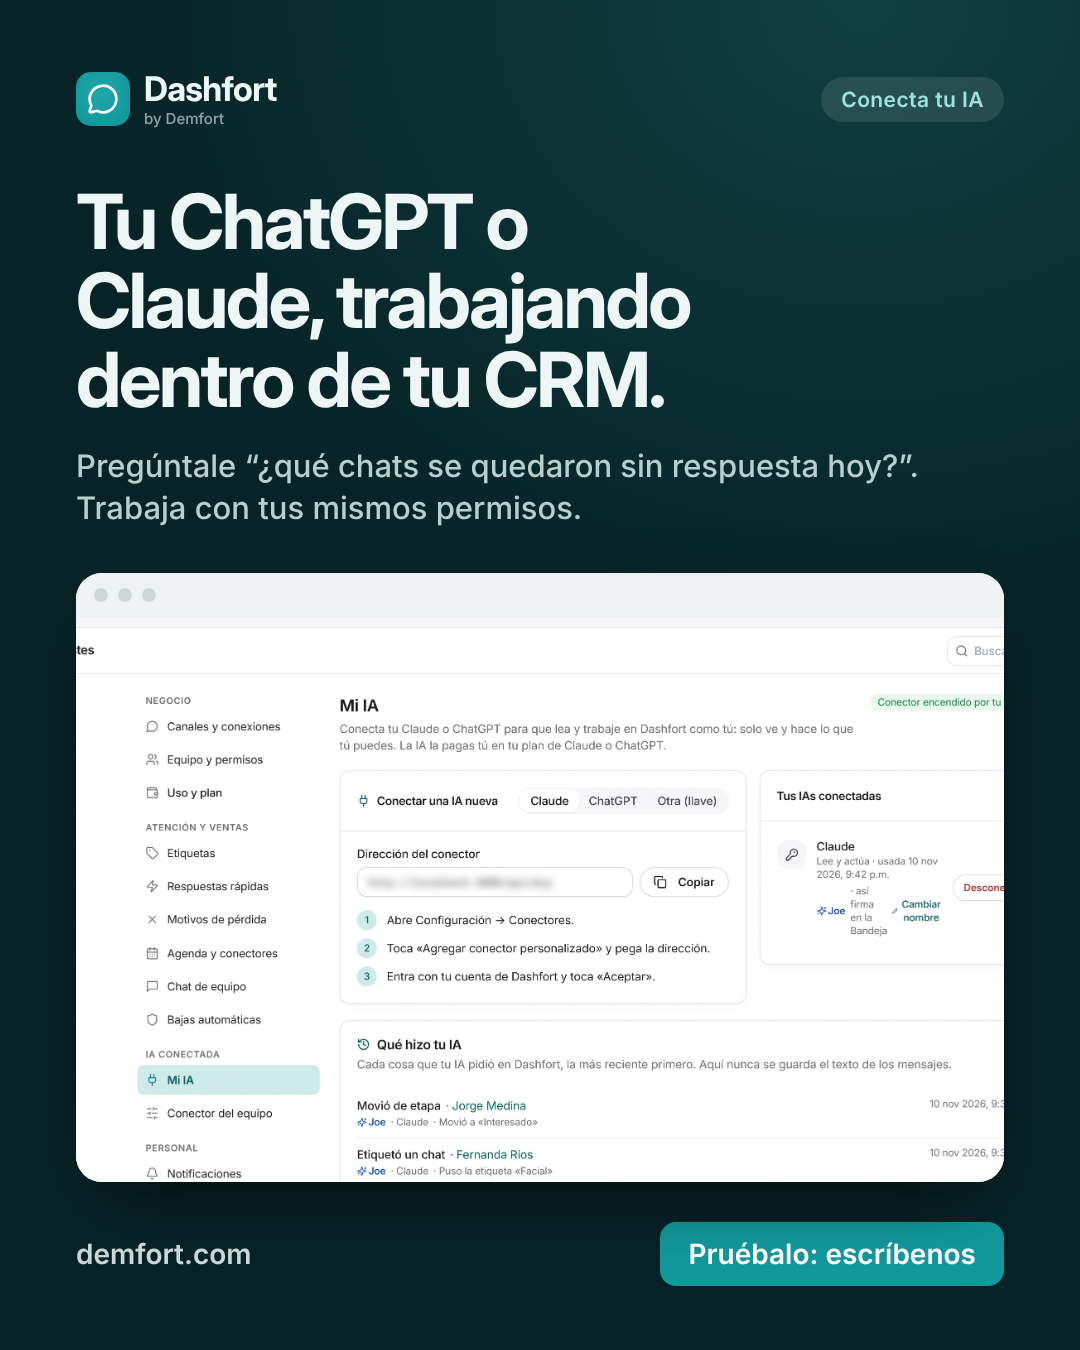 Dashfort
by Demfort
Conecta tu IA
Tu ChatGPT o
Claude, trabajando
dentro de tu CRM.
Pregúntale “¿qué chats se quedaron sin respuesta hoy?”.
Trabaja con tus mismos permisos.
tes
Busca
NEGOCIO
Canales y conexiones
Equipo y permisos
Uso y plan
ATENCIÓN Y VENTAS
Etiquetas
Respuestas rápidas
Motivos de pérdida
Agenda y conectores
Chat de equipo
Bajas automáticas
IA CONECTADA
Mi IA
Conector del equipo
PERSONAL
Notificaciones
Mi IA
Conector encendido por tu
Conecta tu Claude o ChatGPT para que lea y trabaje en Dashfort como tú: solo ve y hace lo que
tú puedes. La IA la pagas tú en tu plan de Claude o ChatGPT.
Conectar una IA nueva
Claude
ChatGPT
Otra (llave)
Dirección del conector
Copiar
1 Abre Configuración → Conectores.
2 Toca «Agregar conector personalizado» y pega la dirección.
3 Entra con tu cuenta de Dashfort y toca «Aceptar».
Tus IAs conectadas
Claude
Lee y actúa · usada 10 nov
2026, 9:42 p.m.
Joe
· así
firma
en la
Bandeja
Cambiar
nombre
Descone
Qué hizo tu IA
Cada cosa que tu IA pidió en Dashfort, la más reciente primero. Aquí nunca se guarda el texto de los mensajes.
Movió de etapa · Jorge Medina
10 nov 2026, 9:3
Joe · Claude · Movió a «Interesado»
Etiquetó un chat · Fernanda Ríos
10 nov 2026, 9:3
Joe · Claude · Puso la etiqueta «Facial»
demfort.com
Pruébalo: escríbenos